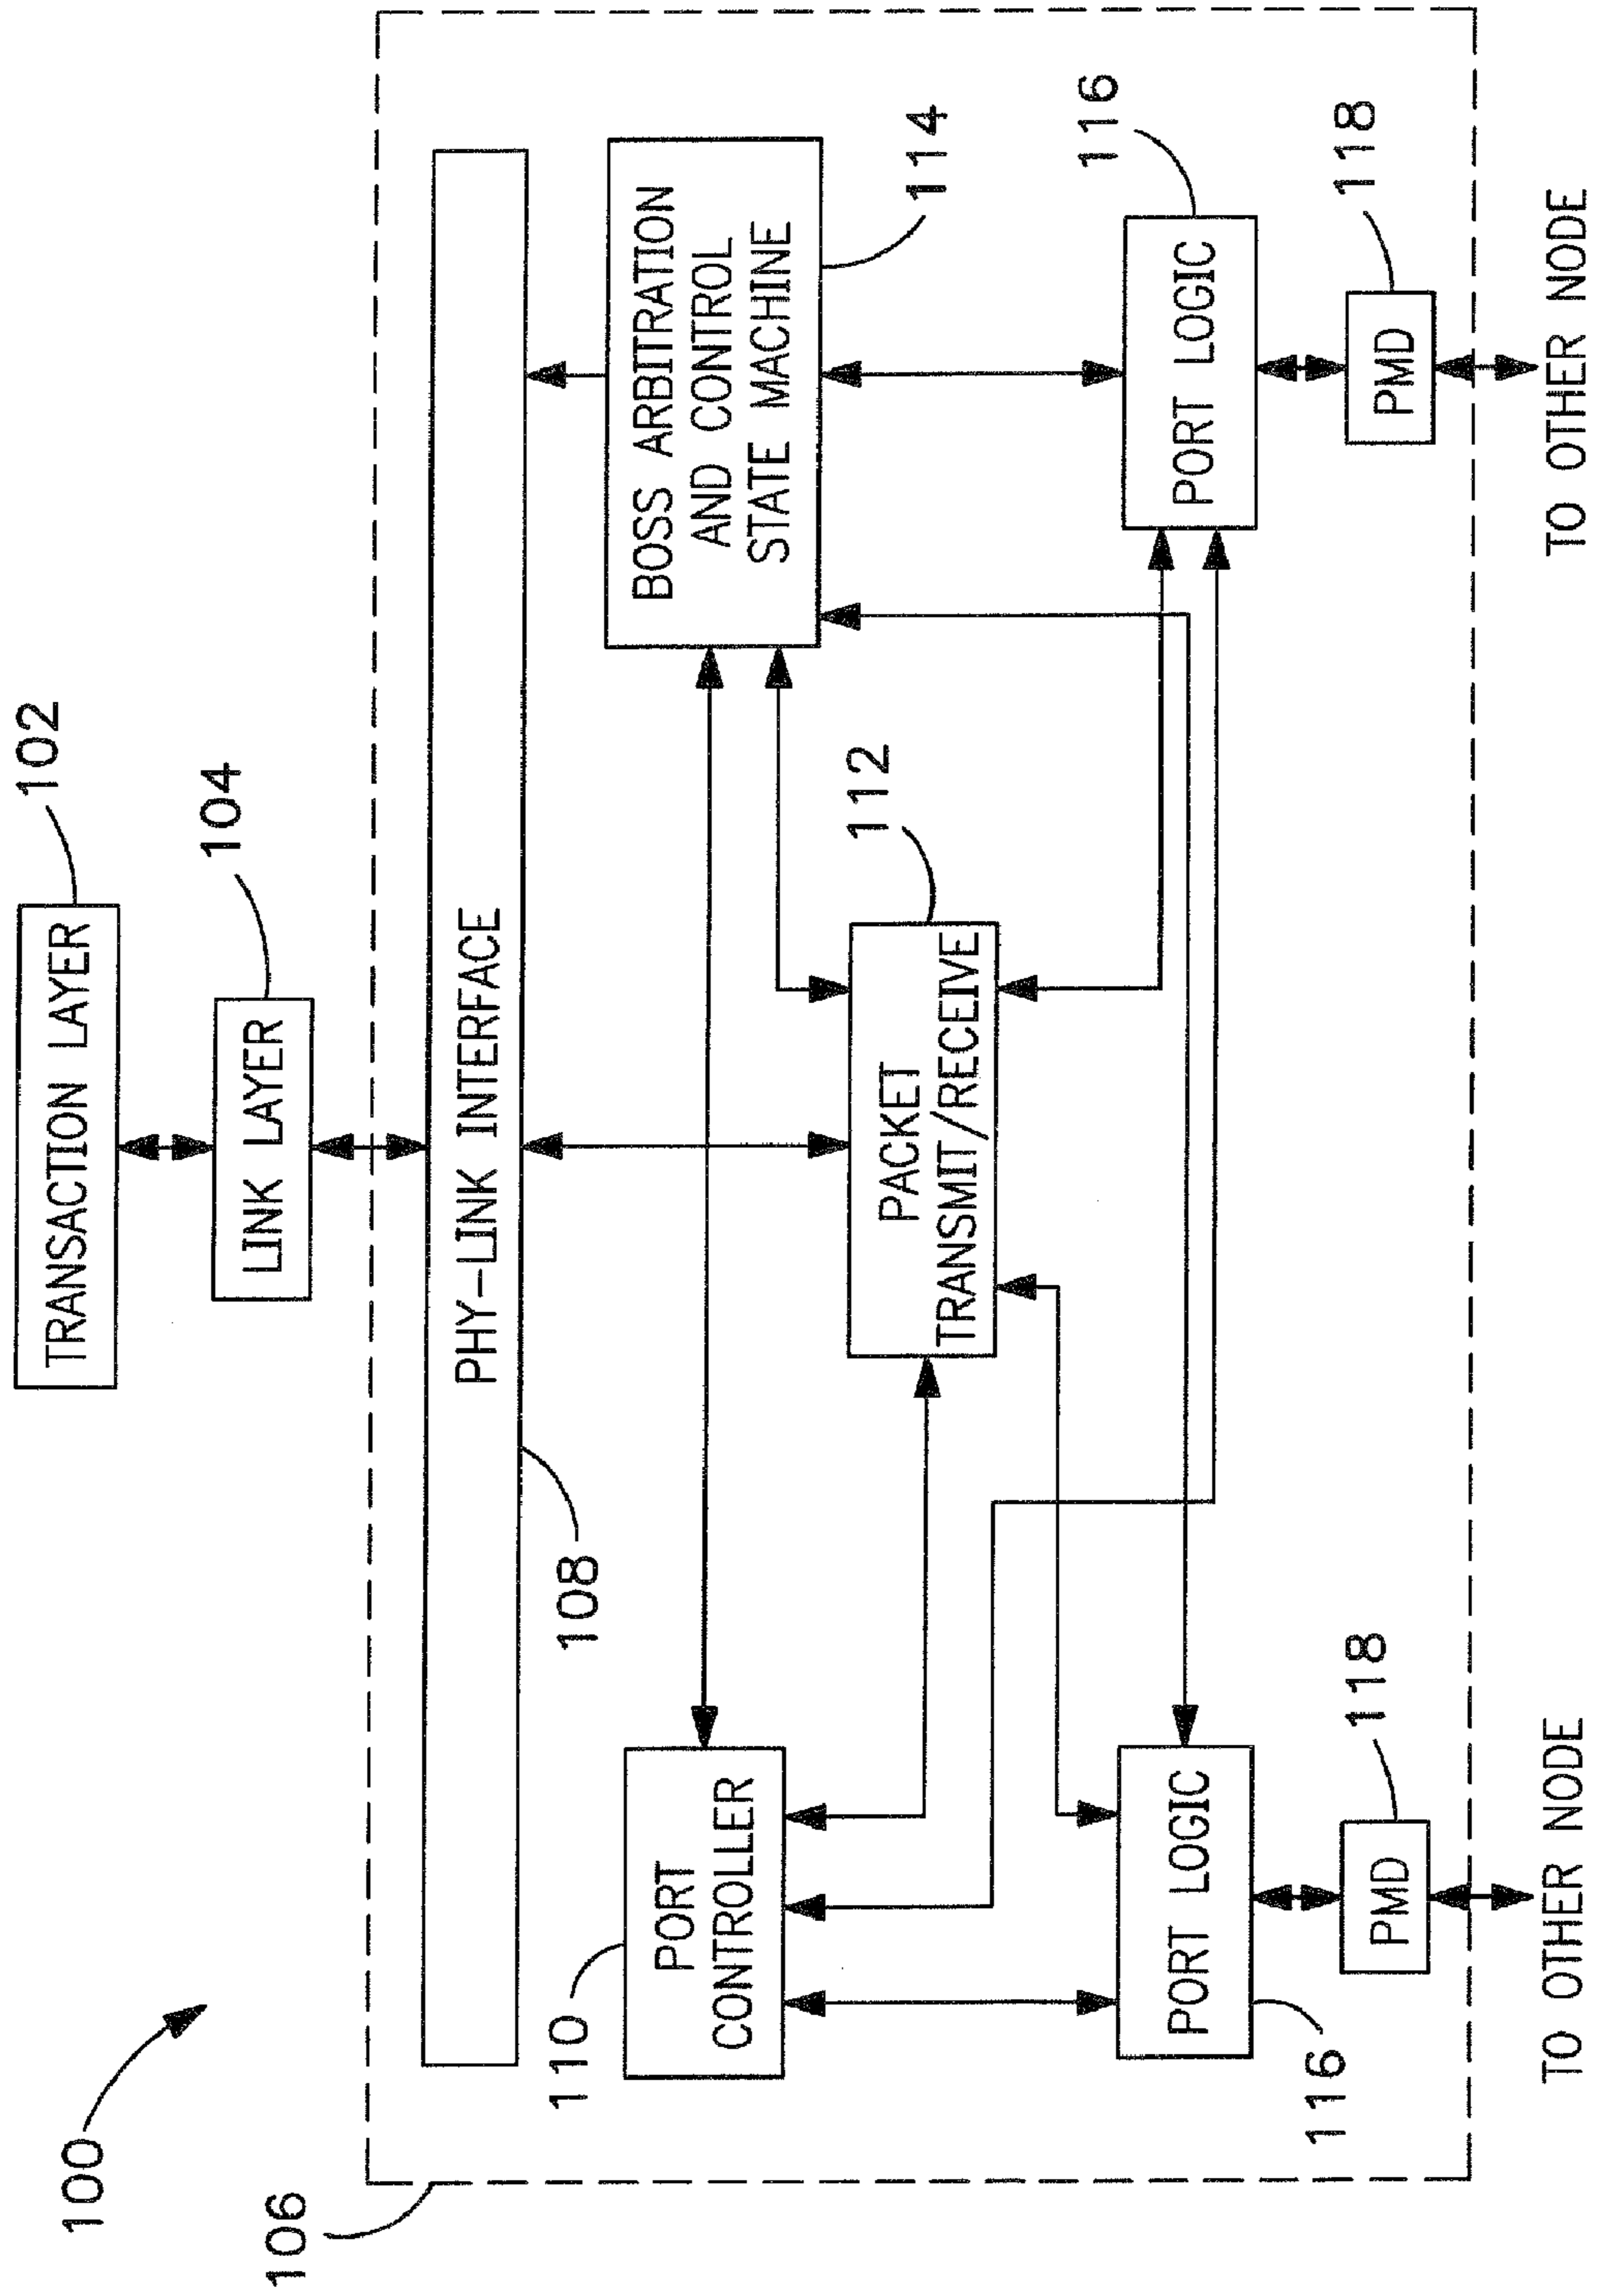 100
TRANSACTION LAYER
102
LINK LAYER
104
106
PHY-LINK INTERFACE
108
110
PORT
CONTROLLER
BOSS ARBITRATION
AND CONTROL
STATE MACHINE
114
PACKET
TRANSMIT/RECEIVE
112
PORT LOGIC
116
PORT LOGIC
116
PMD
118
PMD
118
TO OTHER NODE
TO OTHER NODE